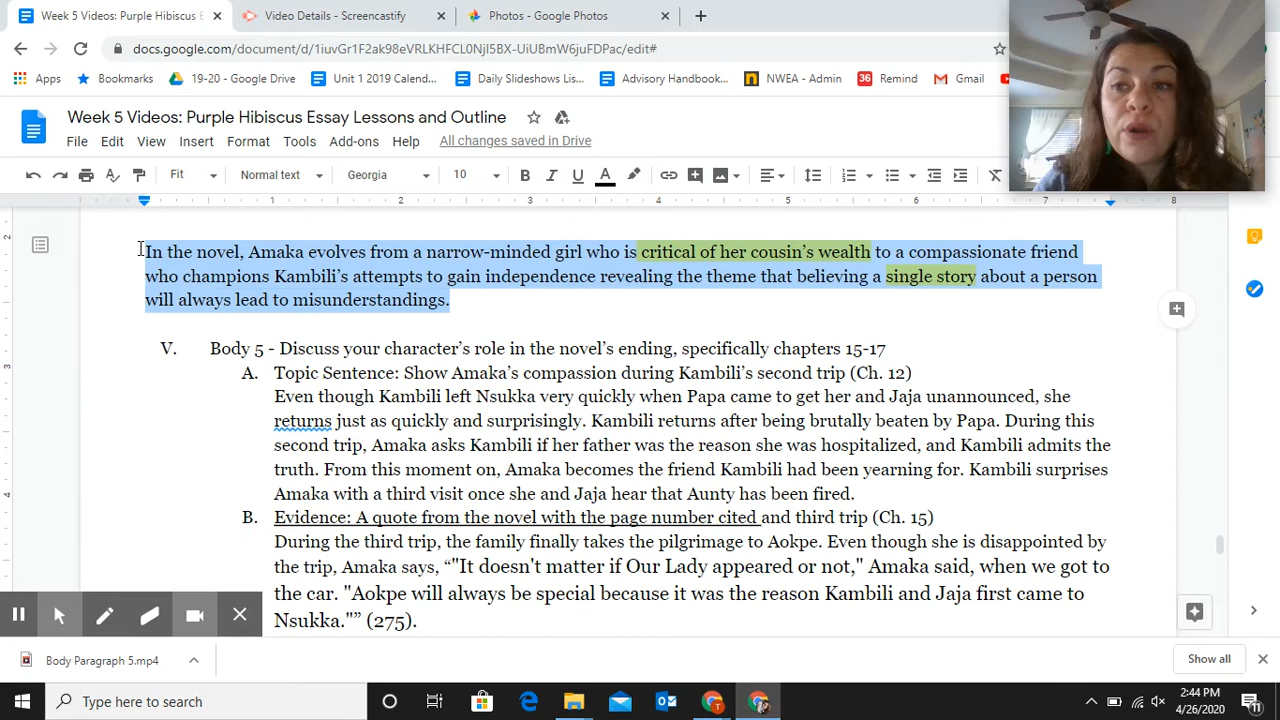 Week 5 Videos: Purple Hibiscus Es
Video Details - Screencastify
Photos - Google Photos
docs.google.com/document/d/1iuvGr1F2ak98eVRLKHFCL0NjI5BX-UiUBmW6juFDPac/edit#
Apps Bookmarks 19-20 - Google Drive Unit 1 2019 Calend... Daily Slideshows Lis... Advisory Handbook... NWEA - Admin 36 Remind Gmail
Week 5 Videos: Purple Hibiscus Essay Lessons and Outline
File Edit View Insert Format Tools Add-ons Help All changes saved in Drive
Fit Normal text Georgia 10 B I U A
1 2 3 4 5 6 7 8
In the novel, Amaka evolves from a narrow-minded girl who is critical of her cousin's wealth to a compassionate friend
who champions Kambili's attempts to gain independence revealing the theme that believing a single story about a person
will always lead to misunderstandings.
V. Body 5 - Discuss your character's role in the novel's ending, specifically chapters 15-17
A. Topic Sentence: Show Amaka's compassion during Kambili's second trip (Ch. 12)
Even though Kambili left Nsukka very quickly when Papa came to get her and Jaja unannounced, she
returns just as quickly and surprisingly. Kambili returns after being brutally beaten by Papa. During this
second trip, Amaka asks Kambili if her father was the reason she was hospitalized, and Kambili admits the
truth. From this moment on, Amaka becomes the friend Kambili had been yearning for. Kambili surprises
Amaka with a third visit once she and Jaja hear that Aunty has been fired.
B. Evidence: A quote from the novel with the page number cited and third trip (Ch. 15)
During the third trip, the family finally takes the pilgrimage to Aokpe. Even though she is disappointed by
the trip, Amaka says, “"It doesn't matter if Our Lady appeared or not," Amaka said, when we got to
the car. "Aokpe will always be special because it was the reason Kambili and Jaja first came to
Nsukka."” (275).
2
3
4
Body Paragraph 5.mp4
Show all
Type here to search
2:44 PM
4/26/2020
11